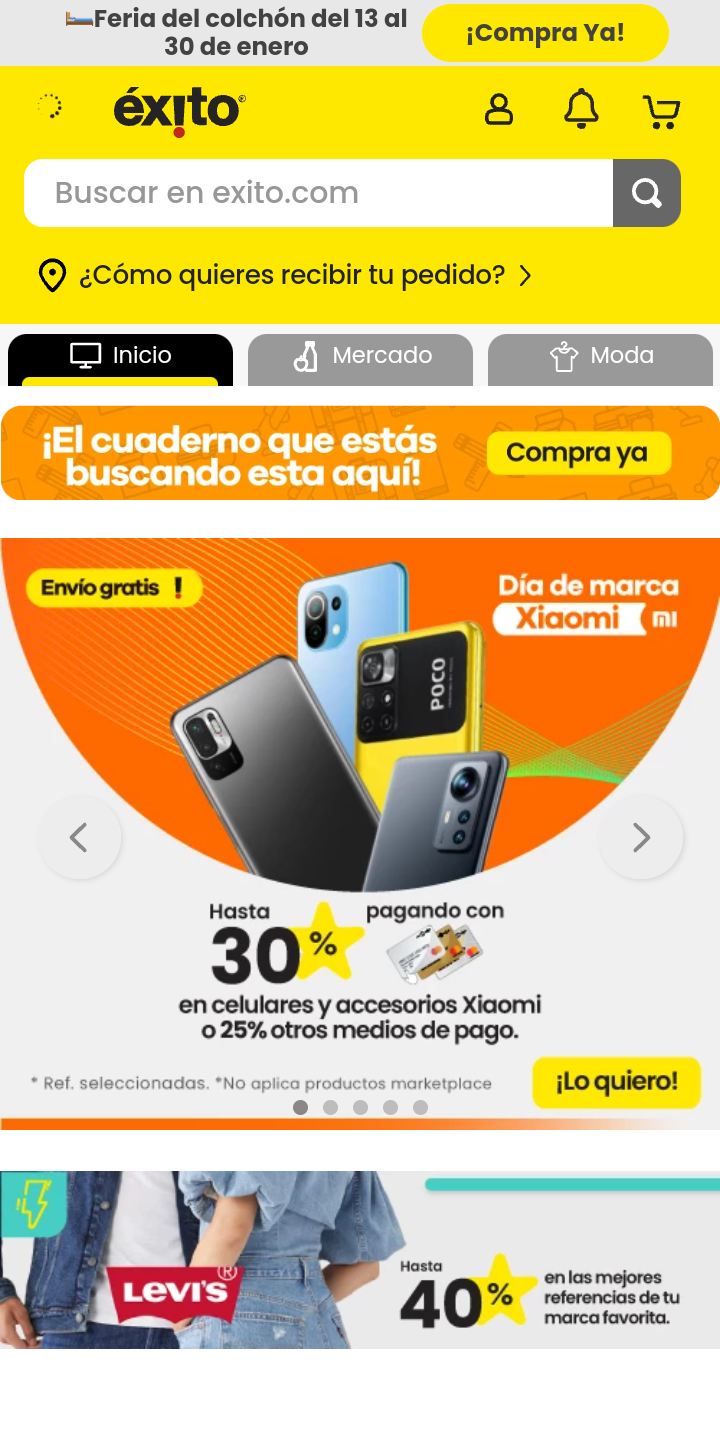 Feria del colchón del 13 al
30 de enero
¡Compra Ya!
éxito
Buscar en exito.com
¿Cómo quieres recibir tu pedido?
Inicio
Mercado
Moda
¡El cuaderno que estás
buscando esta aquí!
Compra ya
Envío gratis !
Día de marca
Xiaomi
POCO
Hasta
30%
pagando con
en celulares y accesorios Xiaomi
o 25% otros medios de pago.
* Ref. seleccionadas. *No aplica productos marketplace
¡Lo quiero!
LEVI'S®
Hasta
40%
en las mejores
referencias de tu
marca favorita.